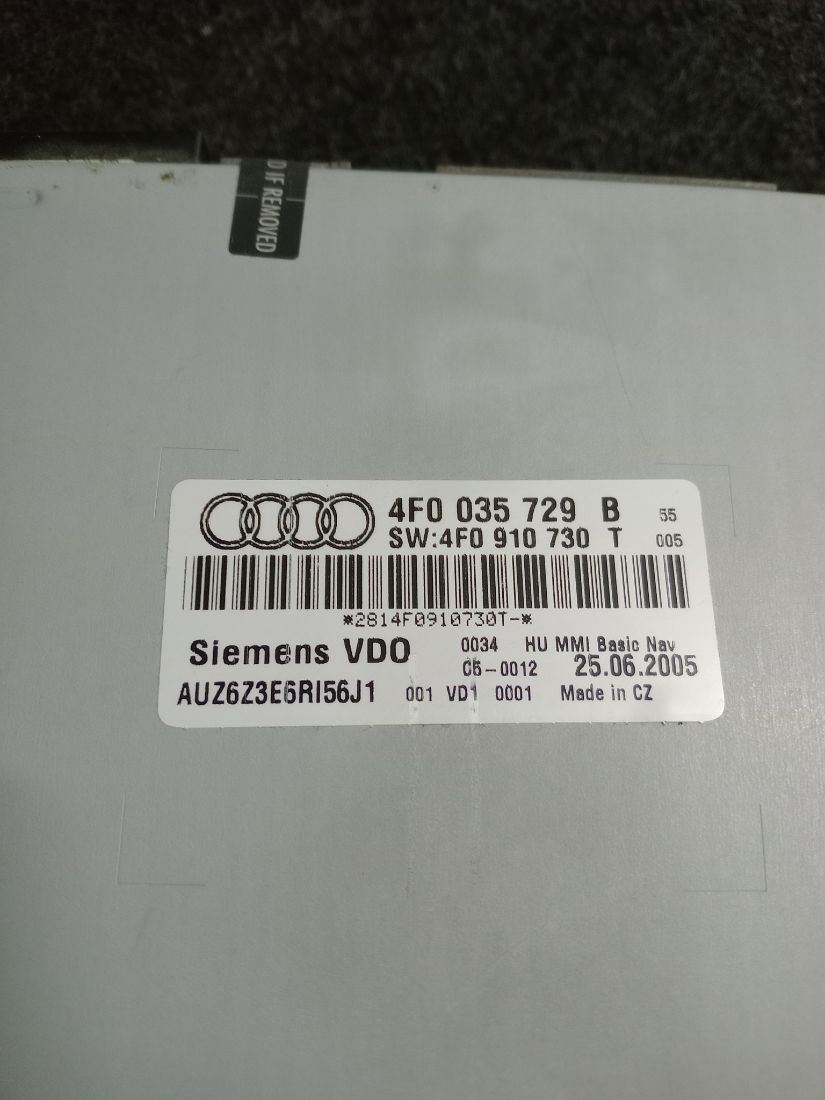 D IF REMOVED
4F0 035 729 B 55
SW:4F0 910 730 T 005
*2814F0910730T-*
Siemens VDO 0034 HU MMI Basic Nav
C5-0012 25.06.2005
AUZ6Z3E6RI56J1 001 VD1 0001 Made in CZ